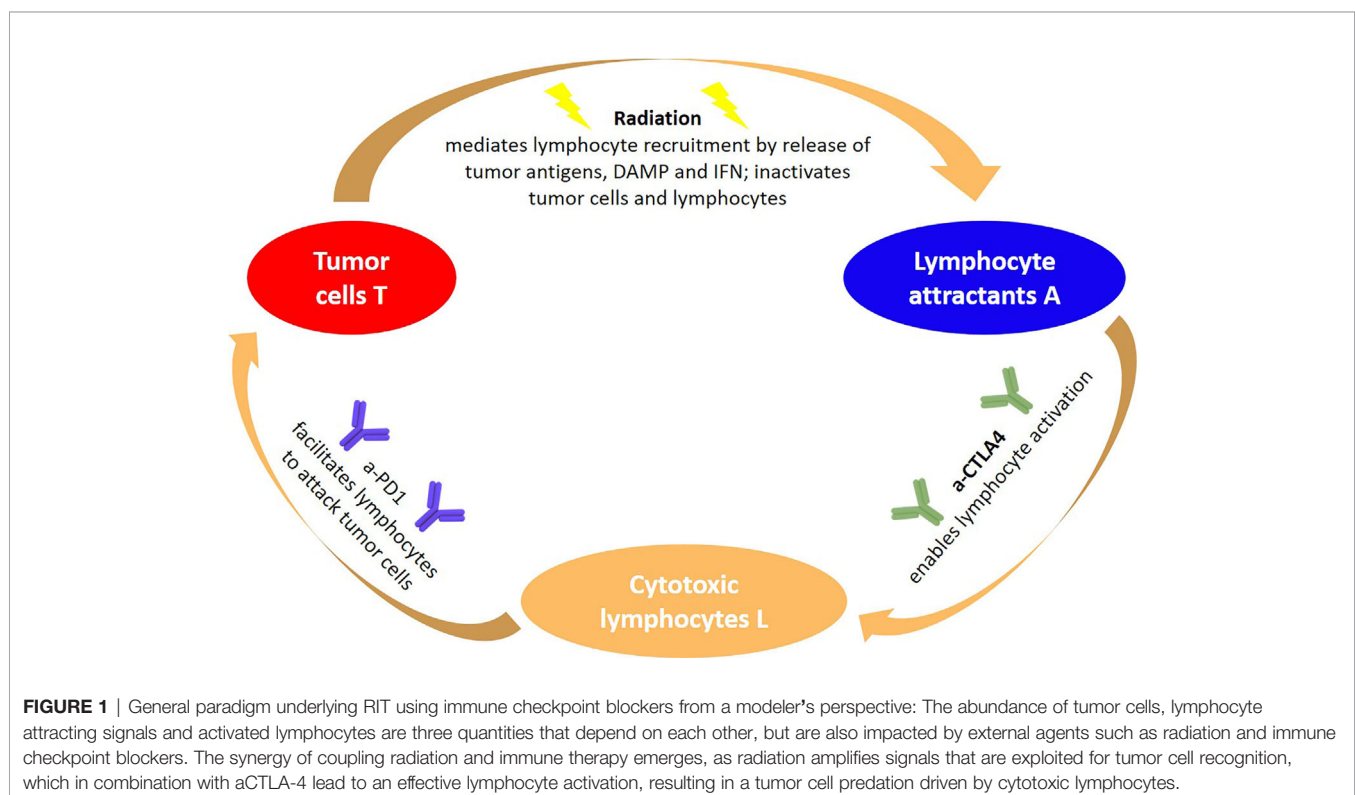 Radiation
mediates lymphocyte recruitment by release of
tumor antigens, DAMP and IFN; inactivates
tumor cells and lymphocytes
Tumor
cells T
Lymphocyte
attractants A
a-PD1
facilitates lymphocytes
to attack tumor cells
a-CTLA4
enables lymphocyte activation
Cytotoxic
lymphocytes L
FIGURE 1 | General paradigm underlying RIT using immune checkpoint blockers from a modeler's perspective: The abundance of tumor cells, lymphocyte
attracting signals and activated lymphocytes are three quantities that depend on each other, but are also impacted by external agents such as radiation and immune
checkpoint blockers. The synergy of coupling radiation and immune therapy emerges, as radiation amplifies signals that are exploited for tumor cell recognition,
which in combination with aCTLA-4 lead to an effective lymphocyte activation, resulting in a tumor cell predation driven by cytotoxic lymphocytes.